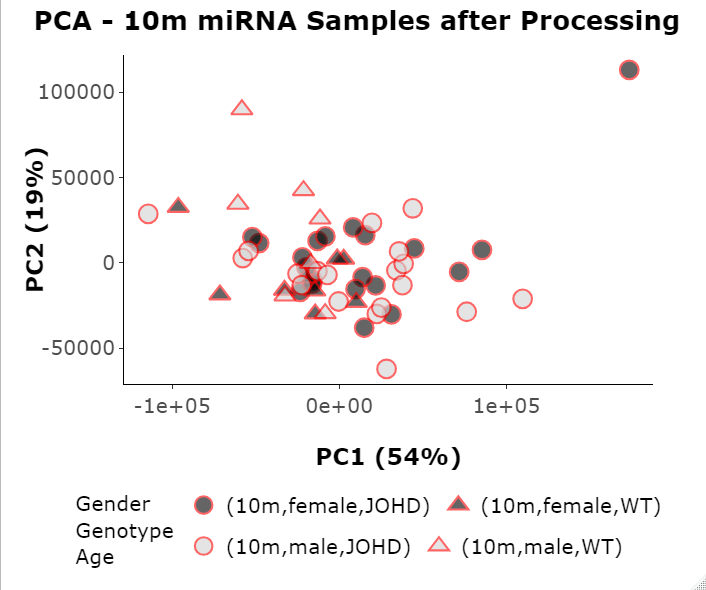 PCA - 10m miRNA Samples after Processing
100000
50000
0
-50000
PC2 (19%)
-1e+05 0e+00 1e+05
PC1 (54%)
Gender
Genotype
Age
(10m,female,JOHD) (10m,female,WT)
(10m,male,JOHD) (10m,male,WT)